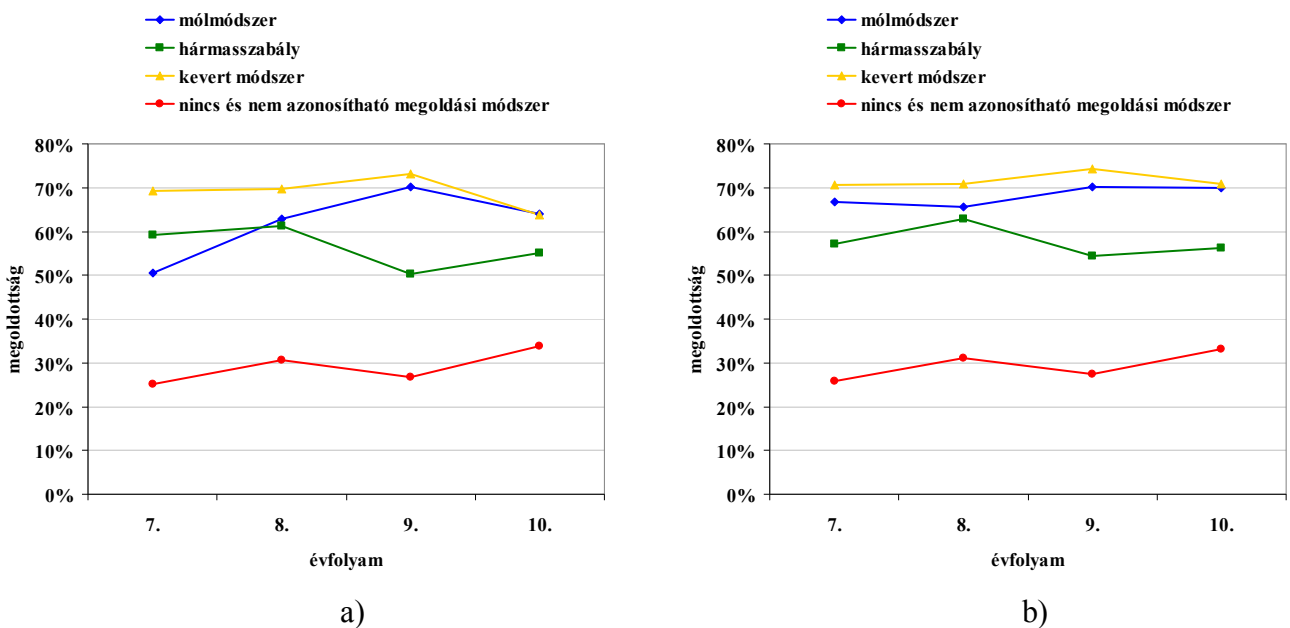 mólmódszer
hármasszabály
kevert módszer
nincs és nem azonosítható megoldási módszer
80%
70%
60%
50%
40%
30%
20%
10%
0%
megoldottság
7. 8. 9. 10.
évfolyam
a)
mólmódszer
hármasszabály
kevert módszer
nincs és nem azonosítható megoldási módszer
80%
70%
60%
50%
40%
30%
20%
10%
0%
megoldottság
7. 8. 9. 10.
évfolyam
b)